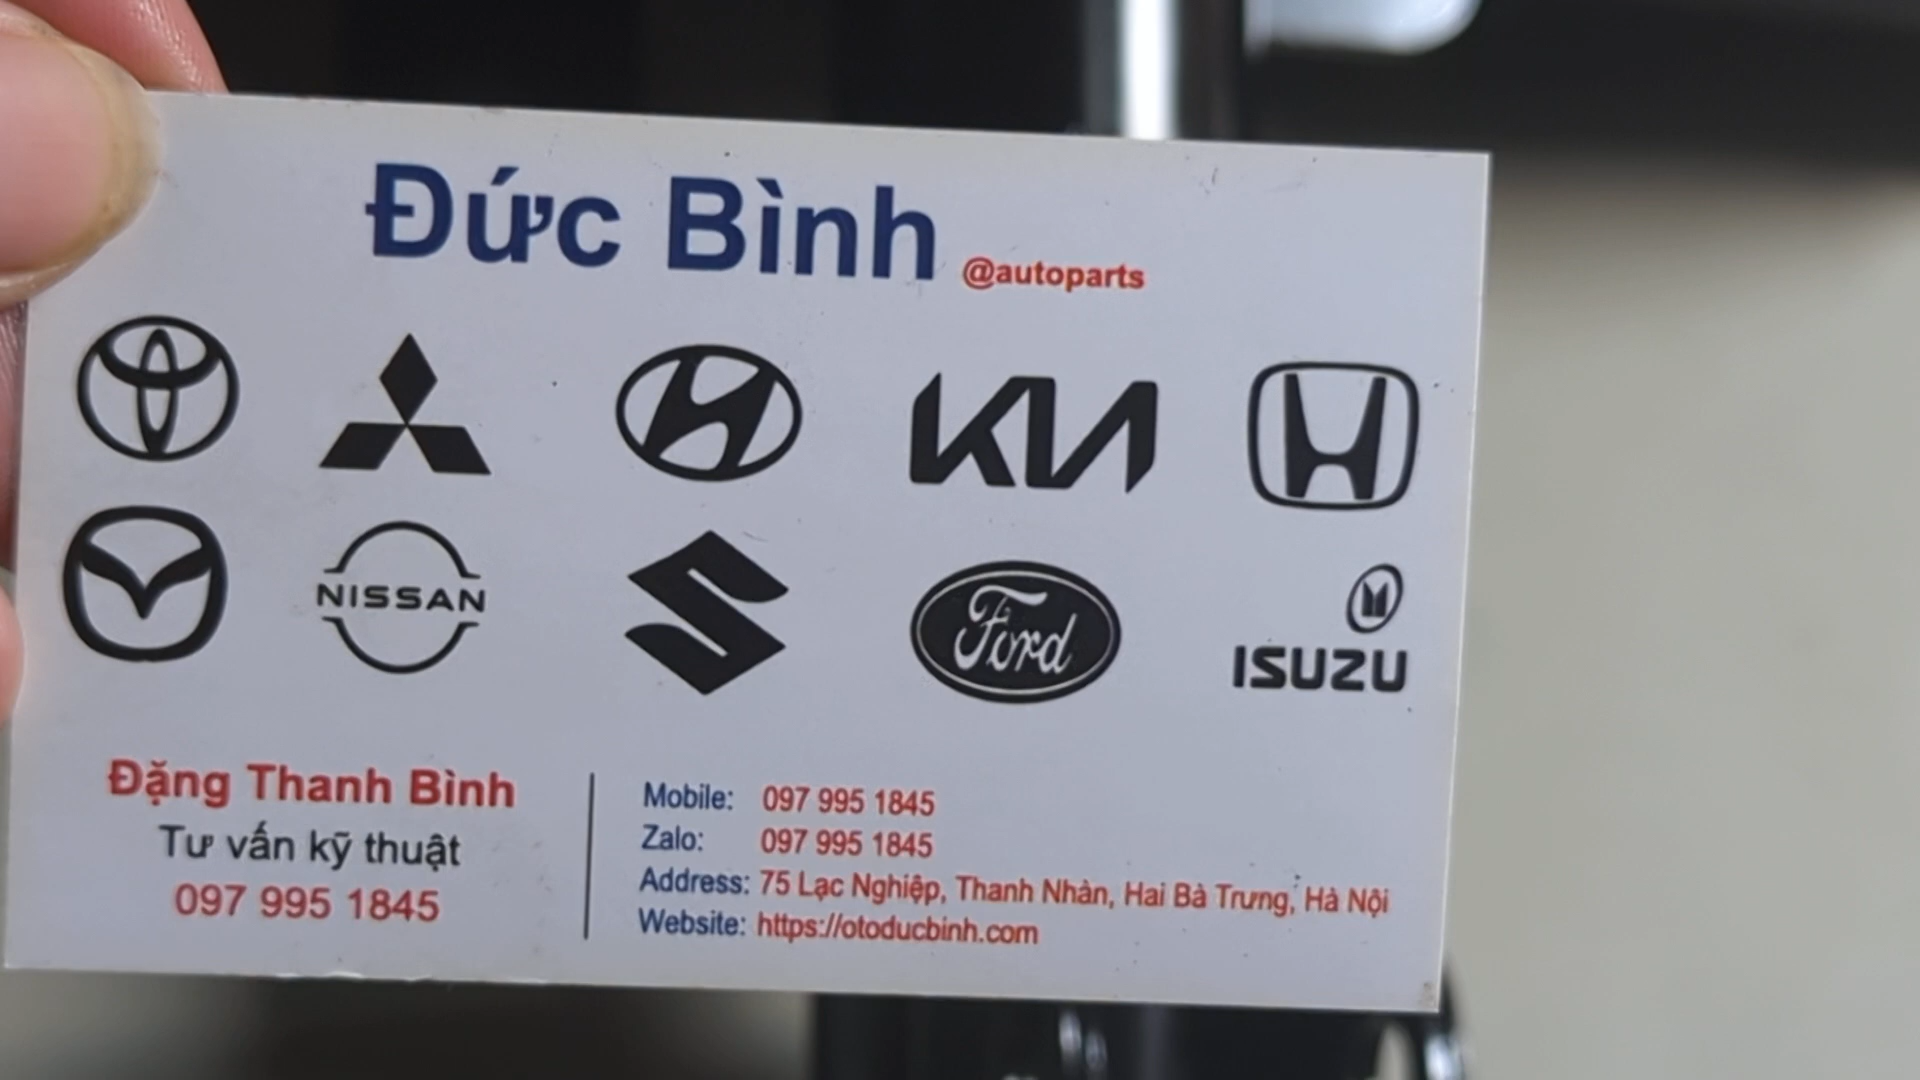 Đức Bình @autoparts
KIA
NISSAN
Ford
ISUZU
Đặng Thanh Bình
Tư vấn kỹ thuật
097 995 1845
Mobile: 097 995 1845
Zalo: 097 995 1845
Address: 75 Lạc Nghiệp, Thanh Nhàn, Hai Bà Trưng, Hà Nội
Website: https://otoducbinh.com